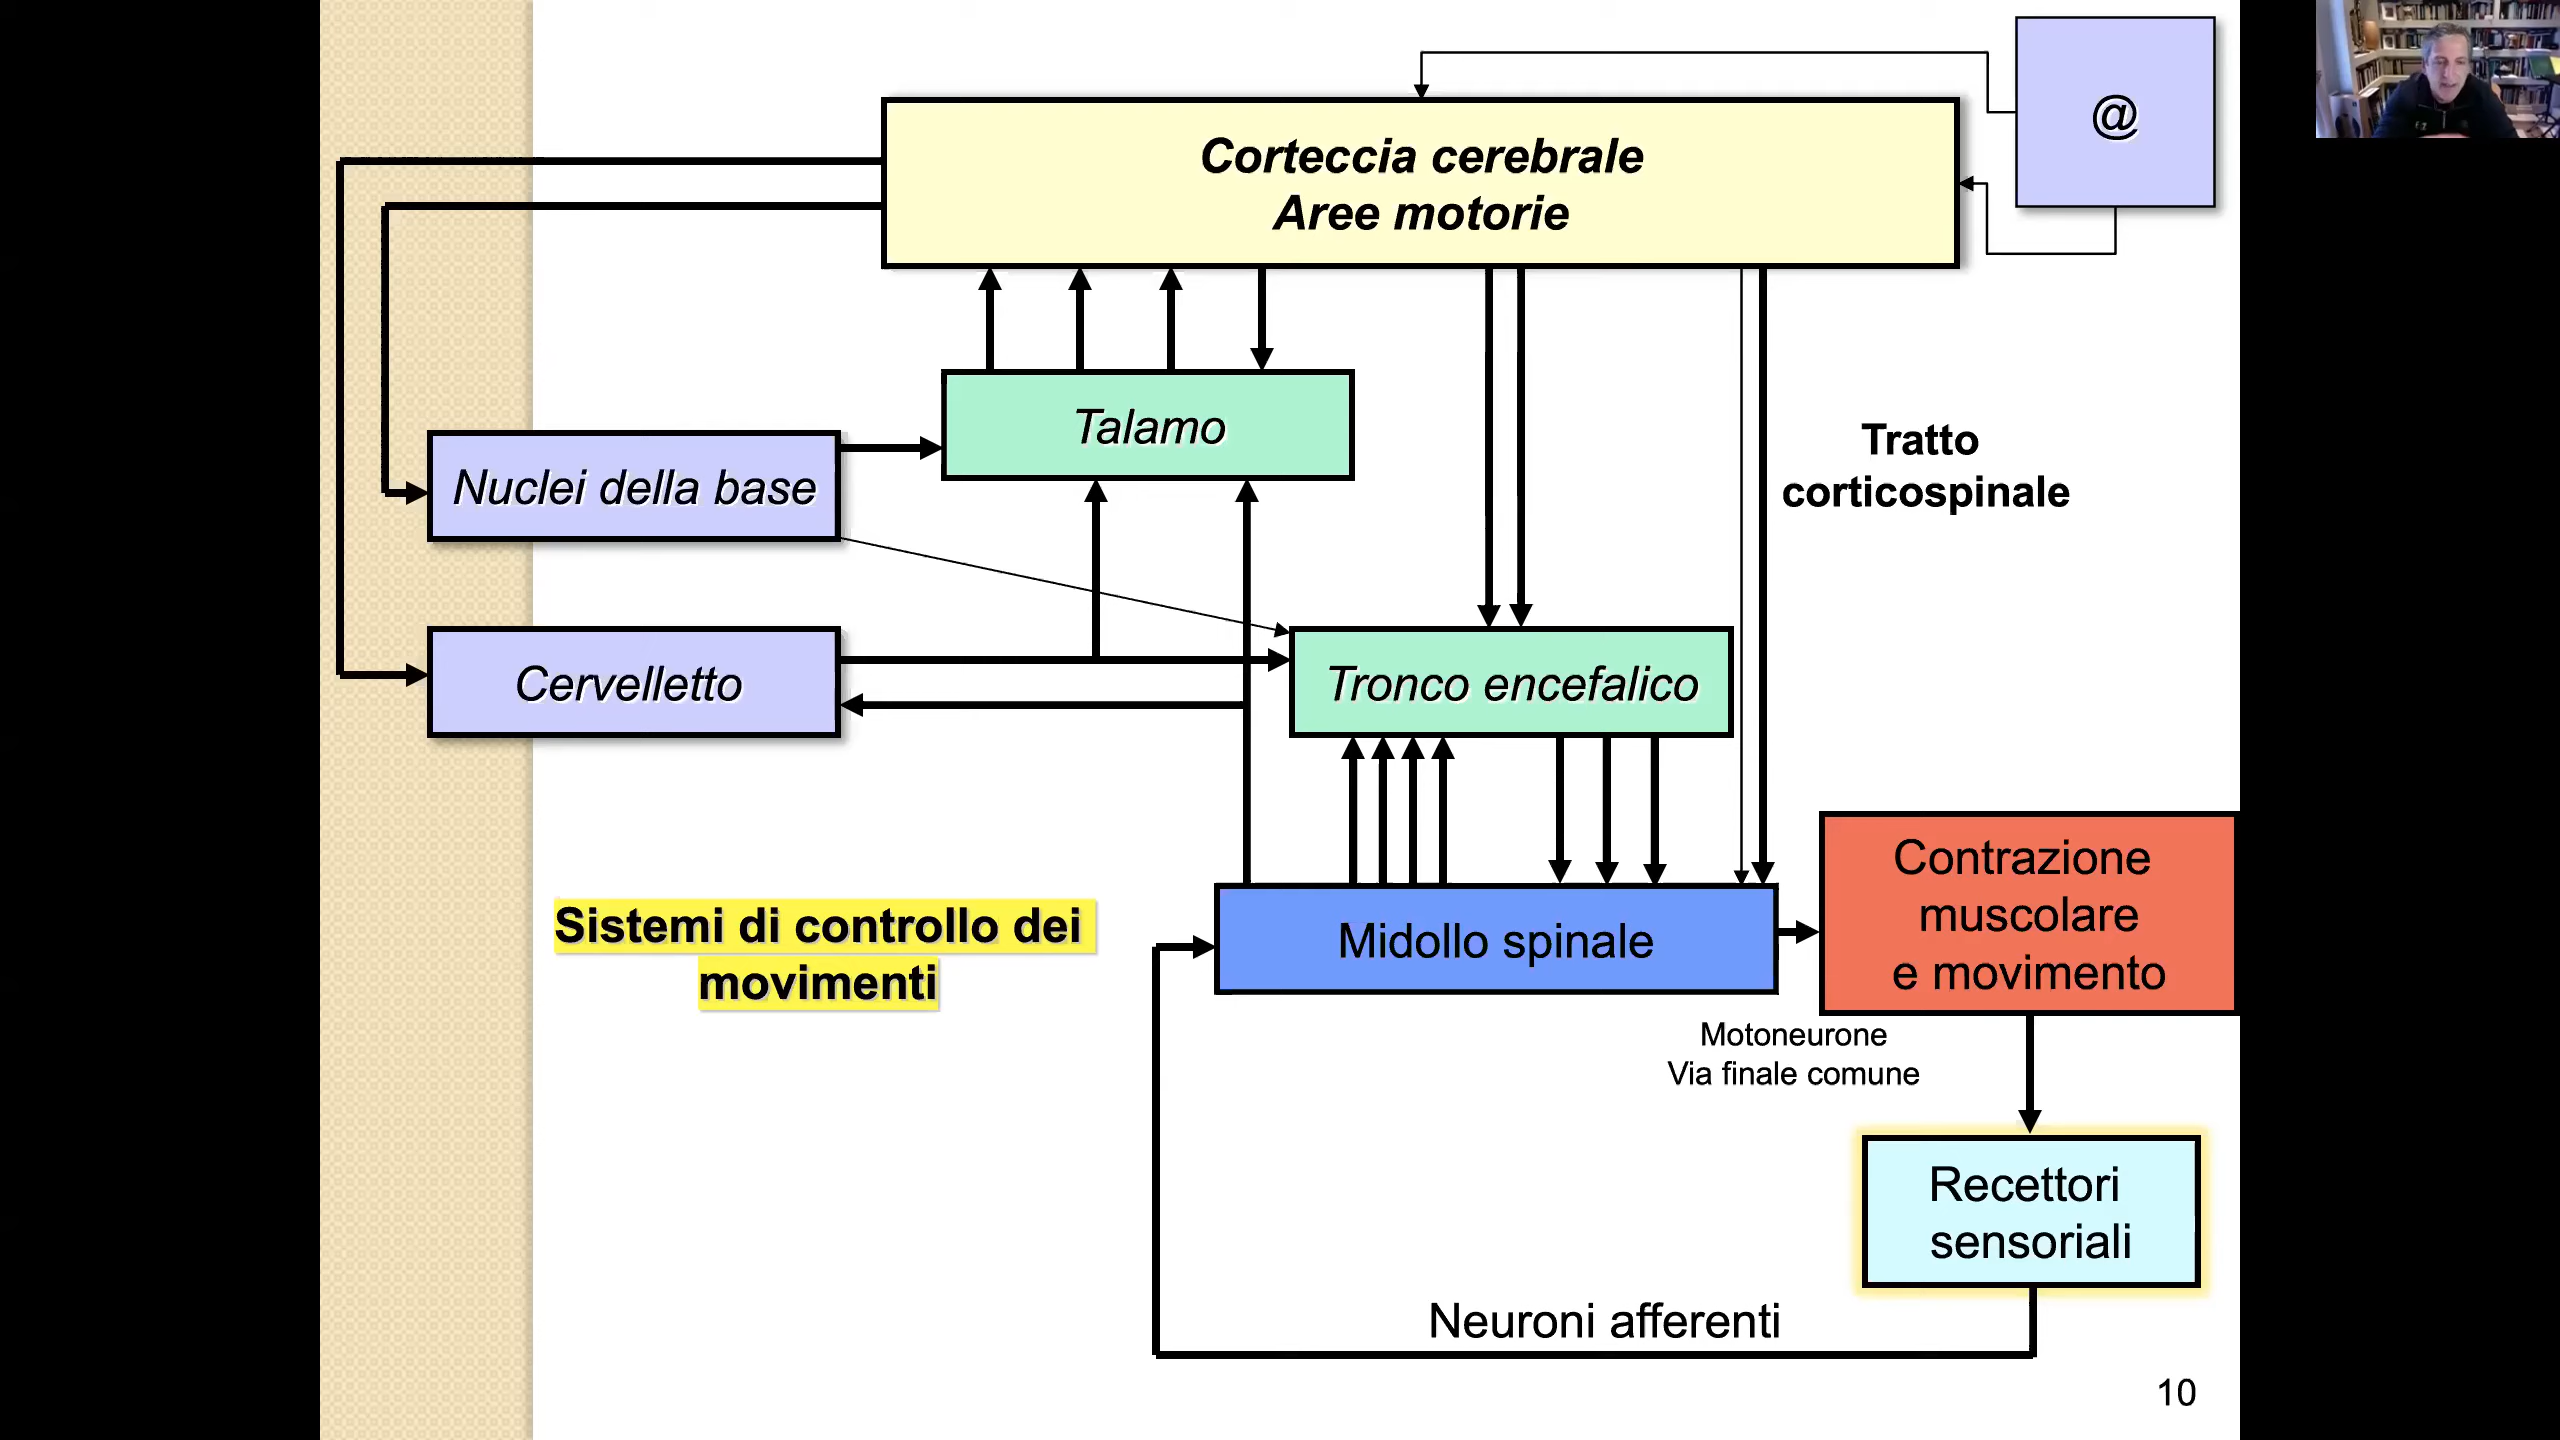 @
Corteccia cerebrale
Aree motorie
Talamo
Tratto
corticospinale
Nuclei della base
Cervelletto
Tronco encefalico
Sistemi di controllo dei
movimenti
Midollo spinale
Contrazione
muscolare
e movimento
Motoneurone
Via finale comune
Recettori
sensoriali
Neuroni afferenti
10